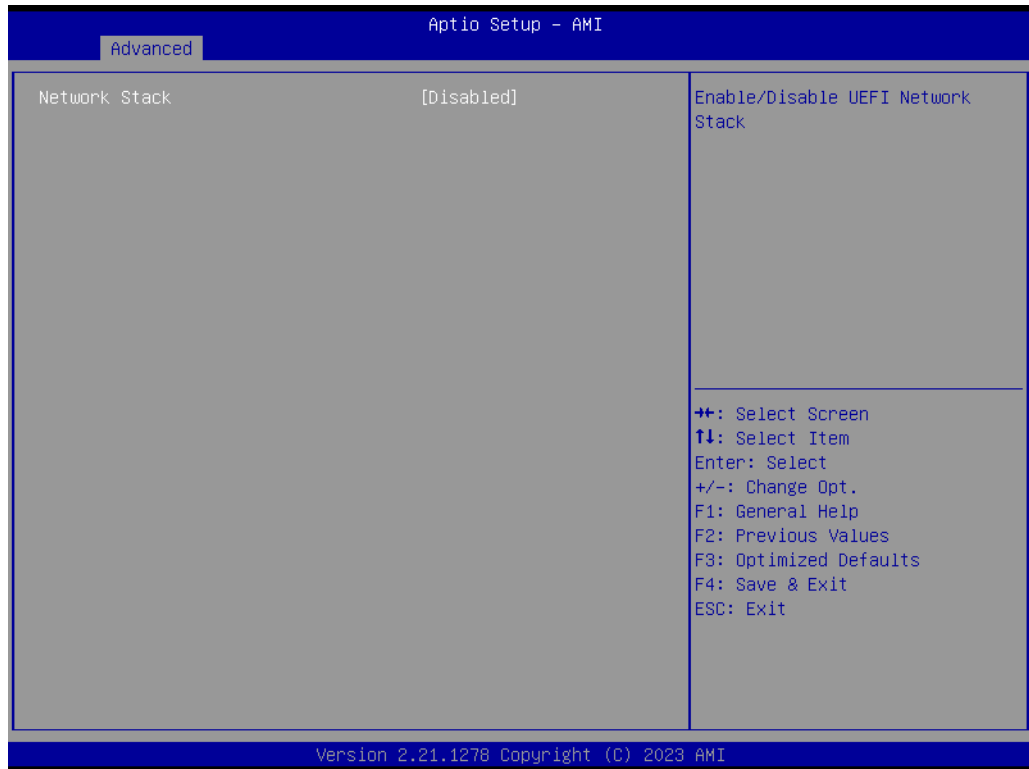 Aptio Setup – AMI
Advanced
Network Stack [Disabled]
Enable/Disable UEFI Network
Stack
→←: Select Screen
↑↓: Select Item
Enter: Select
+/-: Change Opt.
F1: General Help
F2: Previous Values
F3: Optimized Defaults
F4: Save & Exit
ESC: Exit
Version 2.21.1278 Copyright (C) 2023 AMI